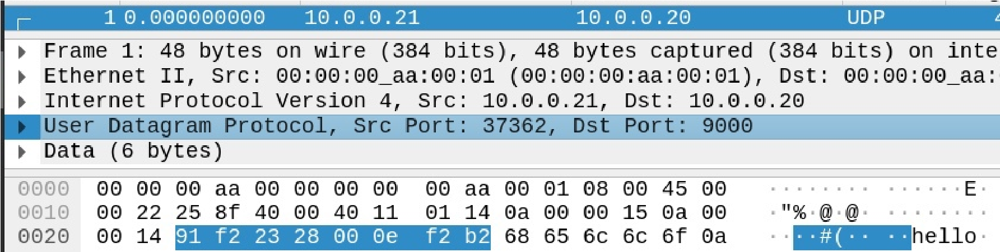 1 0.000000000 10.0.0.21 10.0.0.20 UDP
Frame 1: 48 bytes on wire (384 bits), 48 bytes captured (384 bits) on inte
Ethernet II, Src: 00:00:00_aa:00:01 (00:00:00:aa:00:01), Dst: 00:00:00_aa:
Internet Protocol Version 4, Src: 10.0.0.21, Dst: 10.0.0.20
User Datagram Protocol, Src Port: 37362, Dst Port: 9000
Data (6 bytes)
0000 00 00 00 aa 00 00 00 00 00 aa 00 01 08 00 45 00 ········ ······E·
0010 00 22 25 8f 40 00 40 11 01 14 0a 00 00 15 0a 00 ·"%·@·@· ········
0020 00 14 91 f2 23 28 00 0e f2 b2 68 65 6c 6c 6f 0a ····#(·· ··hello·